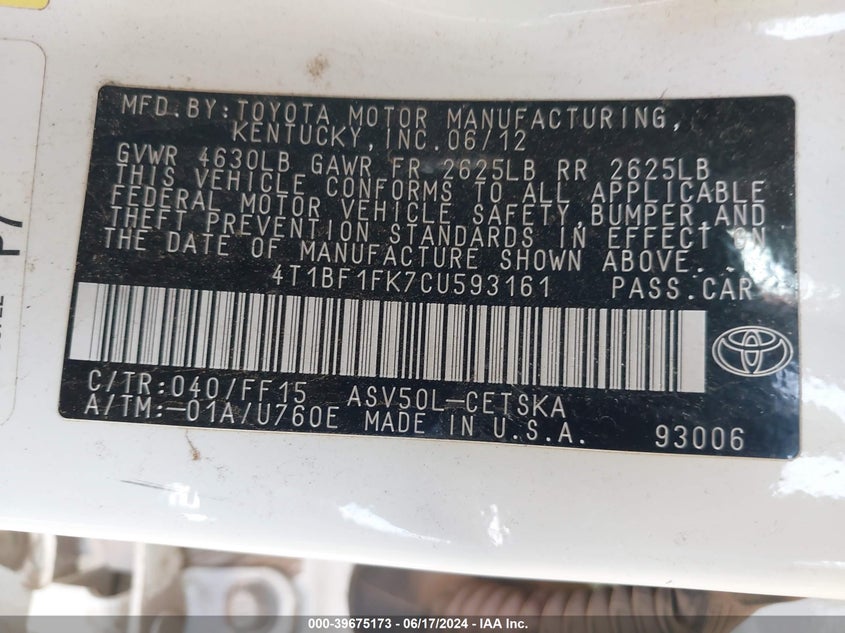 MFD.BY:TOYOTA MOTOR MANUFACTURING,
KENTUCKY,INC.06/12
GVWR 4630LB GAWR FR 2625LB RR 2625LB
THIS VEHICLE CONFORMS TO ALL APPLICABLE
FEDERAL MOTOR VEHICLE SAFETY,BUMPER,AND
THEFT PREVENTION STANDARDS IN EFFECT ON
THE DATE OF MANUFACTURE SHOWN ABOVE.
4T1BF1FK7CU593161 PASS.CAR
C/TR:040/FF15 ASV50L-CETSKA
A/TM:-01A/U760E MADE IN U.S.A. 93006
P7
000-39675173 - 06/17/2024 - IAA Inc.